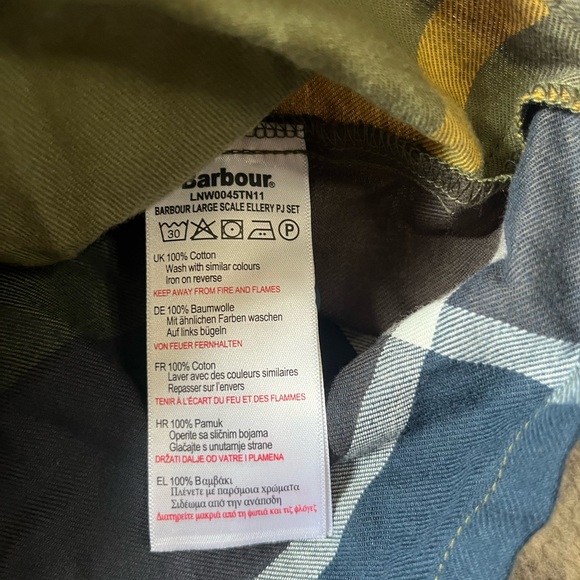 Barbour®
LNW0045TN11
BARBOUR LARGE SCALE ELLERY PJ SET
30 P
UK 100% Cotton
Wash with similar colours
Iron on reverse
KEEP AWAY FROM FIRE AND FLAMES
DE 100% Baumwolle
Mit ähnlichen Farben waschen
Auf links bügeln
VON FEUER FERNHALTEN
FR 100% Coton
Laver avec des couleurs similaires
Repasser sur l'envers
TENIR À L'ÉCART DU FEU ET DES FLAMMES
HR 100% Pamuk
Operite sa sličnim bojama
Glačajte s unutarnje strane
DRŽATI DALJE OD VATRE I PLAMENA
EL 100% Βαμβάκι
Πλένετε με παρόμοια χρώματα
Σιδέωμα από την ανάποδη
Διατηρείτε μακριά από τη φωτιά και τις φλόγες